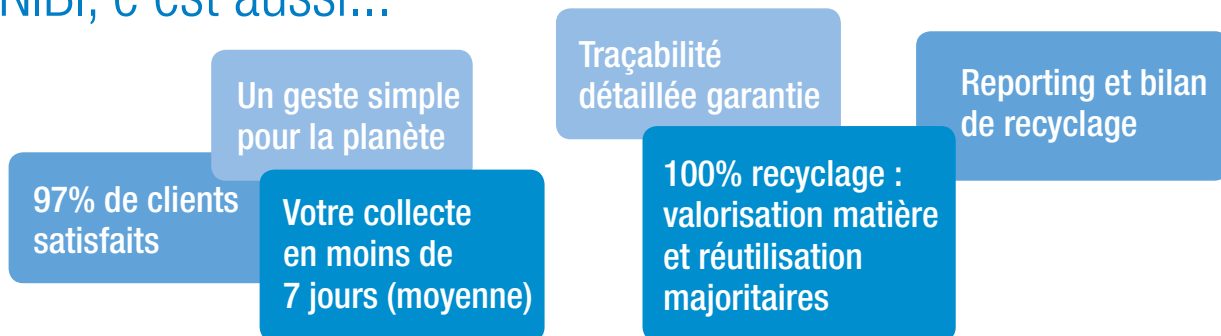 NIBI, c'est aussi...
Un geste simple
pour la planète
97% de clients
satisfaits
Votre collecte
en moins de
7 jours (moyenne)
Traçabilité
détaillée garantie
100% recyclage :
valorisation matière
et réutilisation
majoritaires
Reporting et bilan
de recyclage